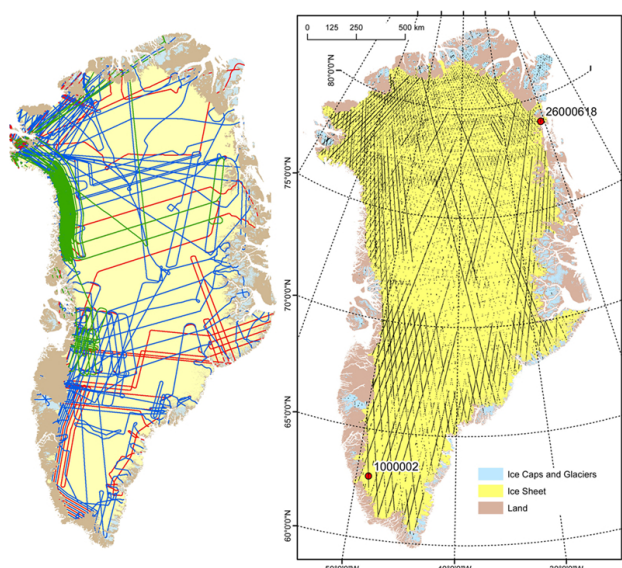 0 125 250 500 km
80°0'0"N
26000618
75°0'0"N
70°0'0"N
65°0'0"N
1000002
Ice Caps and Glaciers
Ice Sheet
Land
60°0'0"N